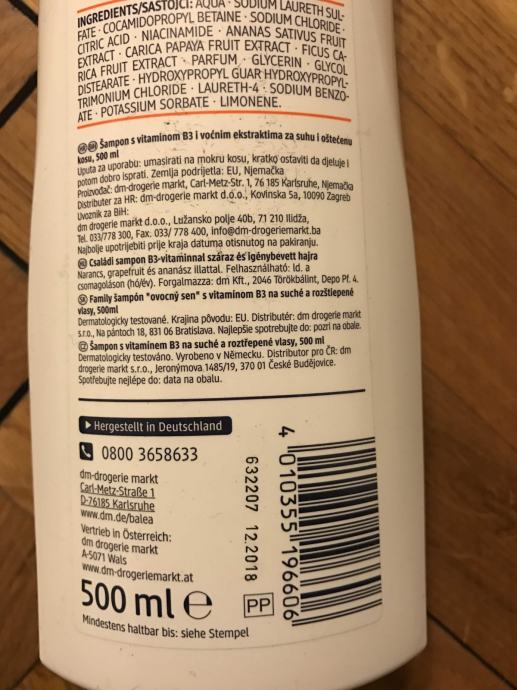 INGREDIENTS/SASTOJCI: AQUA · SODIUM LAURETH SUL-
FATE · COCAMIDOPROPYL BETAINE · SODIUM CHLORIDE ·
CITRIC ACID · NIACINAMIDE · ANANAS SATIVUS FRUIT
EXTRACT · CARICA PAPAYA FRUIT EXTRACT · FICUS CA-
RICA FRUIT EXTRACT · PARFUM · GLYCERIN · GLYCOL
DISTEARATE · HYDROXYPROPYL GUAR HYDROXYPROPYL-
TRIMONIUM CHLORIDE · LAURETH-4 · SODIUM BENZO-
ATE · POTASSIUM SORBATE · LIMONENE.
Šampon s vitaminom B3 i voćnim ekstraktima za suhu i oštećenu
kosu, 500 ml
Uputa za uporabu: umasirati na mokru kosu, kratko ostaviti da djeluje i
potom dobro isprati. Zemlja podrijetla: EU, Njemačka
Proizvođač: dm-drogerie markt, Carl-Metz-Str. 1, 76 185 Karlsruhe, Njemačka
Distributer za HR: dm-drogerie markt d.o.o., Kovinska 5a, 10090 Zagreb
Uvoznik za BiH:
dm drogerie markt d.o.o., Lužansko polje 40b, 71 210 Ilidža,
Tel. 033/778 300, Fax: 033/ 778 400, info@dm-drogeriemarkt.ba
Najbolje upotrijebiti prije kraja datuma otisnutog na pakiranju.
Családi sampon B3-vitaminnal száraz és igénybevett hajra
Narancs, grapefruit és ananász illattal. Felhasználható: ld. a
csomagoláson (hó/év). Forgalmazza: dm Kft., 2046 Törökbálint, Depo Pf. 4.
Family šampón "ovocný sen" s vitamínom B3 na suché a rozštiepené
vlasy, 500ml
Dermatologicky testované. Krajina pôvodu: EU. Distributér: dm drogerie markt
s.r.o., Na pántoch 18, 831 06 Bratislava. Najlepšie spotrebujte do: pozri na obale.
CZ Šampon s vitamínem B3 na suché a roztřepené vlasy, 500 ml
Dermatologicky testováno. Vyrobeno v Německu. Distributor pro ČR: dm
drogerie markt s.r.o., Jeronýmova 1485/19, 370 01 České Budějovice.
Spotřebujte nejlépe do: data na obalu.
Hergestellt in Deutschland
0800 3658633
dm-drogerie markt
Carl-Metz-Straße 1
D-76185 Karlsruhe
www.dm.de/balea
Vertrieb in Österreich:
dm drogerie markt
A-5071 Wals
www.dm-drogeriemarkt.at
500 ml e
Mindestens haltbar bis: siehe Stempel
632207 12.2018
PP
4 010355 196606